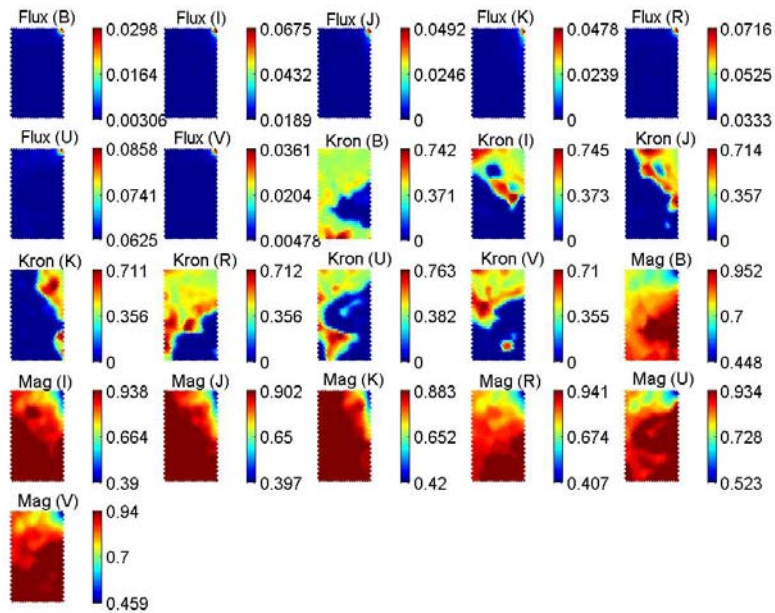 Flux (B) Flux (I) Flux (J) Flux (K) Flux (R)
0.0298 0.0675 0.0492 0.0478 0.0716
0.0164 0.0432 0.0246 0.0239 0.0525
0.00306 0.0189 0 0 0.0333
Flux (U) Flux (V) Kron (B) Kron (I) Kron (J)
0.0858 0.0361 0.742 0.745 0.714
0.0741 0.0204 0.371 0.373 0.357
0.0625 0.00478 0 0 0
Kron (K) Kron (R) Kron (U) Kron (V) Mag (B)
0.711 0.712 0.763 0.71 0.952
0.356 0.356 0.382 0.355 0.7
0 0 0 0 0.448
Mag (I) Mag (J) Mag (K) Mag (R) Mag (U)
0.938 0.902 0.883 0.941 0.934
0.664 0.65 0.652 0.674 0.728
0.39 0.397 0.42 0.407 0.523
Mag (V)
0.94
0.7
0.459